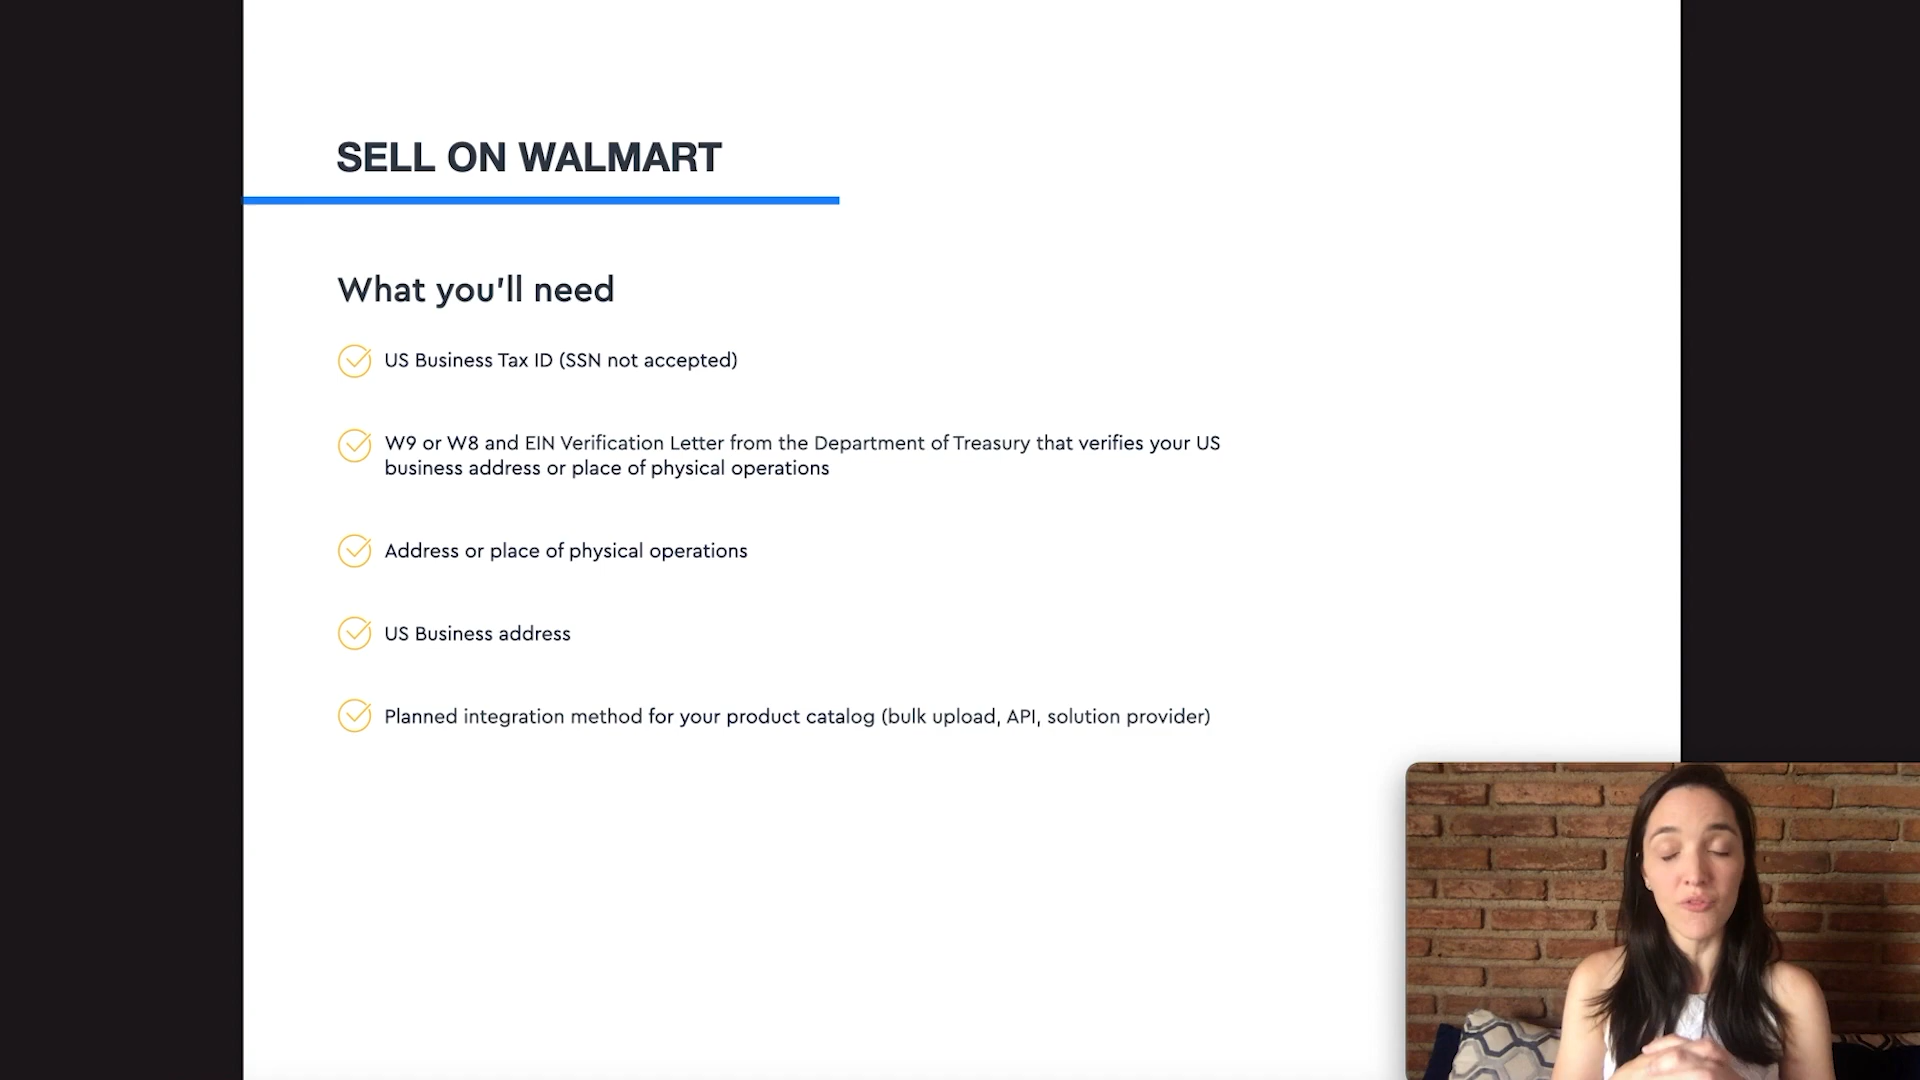 SELL ON WALMART
What you'll need
US Business Tax ID (SSN not accepted)
W9 or W8 and EIN Verification Letter from the Department of Treasury that verifies your US
business address or place of physical operations
Address or place of physical operations
US Business address
Planned integration method for your product catalog (bulk upload, API, solution provider)